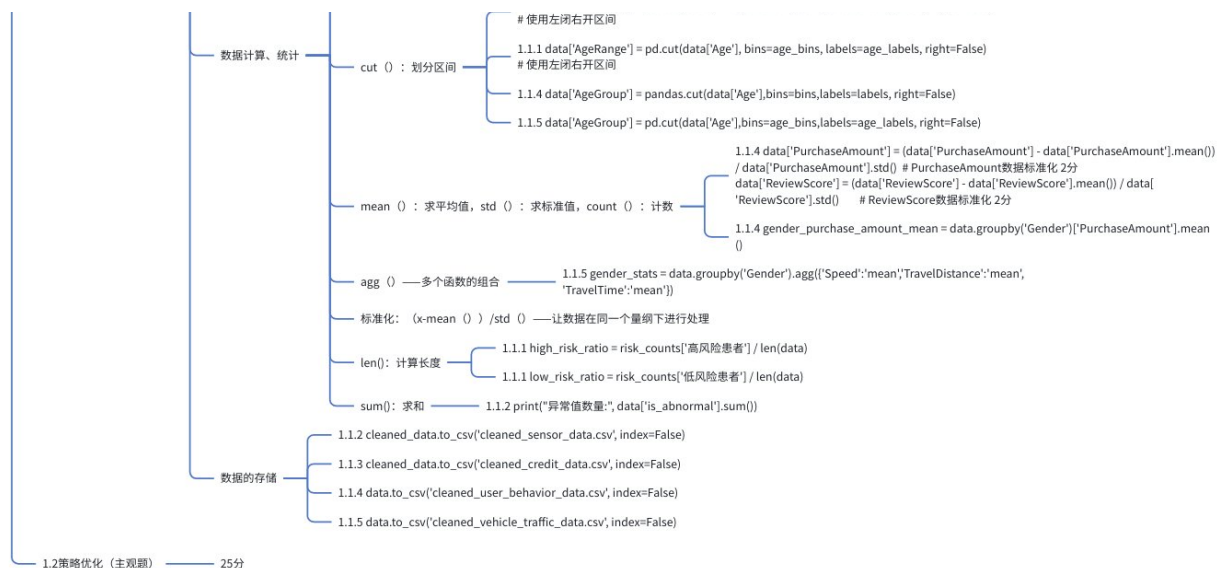 # 使用左闭右开区间
数据计算、统计
cut（）：划分区间
1.1.1 data['AgeRange'] = pd.cut(data['Age'], bins=age_bins, labels=age_labels, right=False)
# 使用左闭右开区间
1.1.4 data['AgeGroup'] = pandas.cut(data['Age'],bins=bins,labels=labels, right=False)
1.1.5 data['AgeGroup'] = pd.cut(data['Age'],bins=age_bins,labels=age_labels, right=False)
mean（）：求平均值，std（）：求标准值，count（）：计数
1.1.4 data['PurchaseAmount'] = (data['PurchaseAmount'] - data['PurchaseAmount'].mean())
/ data['PurchaseAmount'].std()  # PurchaseAmount数据标准化 2分
data['ReviewScore'] = (data['ReviewScore'] - data['ReviewScore'].mean()) / data[
'ReviewScore'].std()      # ReviewScore数据标准化 2分
1.1.4 gender_purchase_amount_mean = data.groupby('Gender')['PurchaseAmount'].mean
()
agg（）——多个函数的组合
1.1.5 gender_stats = data.groupby('Gender').agg({'Speed':'mean','TravelDistance':'mean',
'TravelTime':'mean'})
标准化：（x-mean（））/std（）——让数据在同一个量纲下进行处理
len()：计算长度
1.1.1 high_risk_ratio = risk_counts['高风险患者'] / len(data)
1.1.1 low_risk_ratio = risk_counts['低风险患者'] / len(data)
sum()：求和
1.1.2 print("异常值数量:", data['is_abnormal'].sum())
数据的存储
1.1.2 cleaned_data.to_csv('cleaned_sensor_data.csv', index=False)
1.1.3 cleaned_data.to_csv('cleaned_credit_data.csv', index=False)
1.1.4 data.to_csv('cleaned_user_behavior_data.csv', index=False)
1.1.5 data.to_csv('cleaned_vehicle_traffic_data.csv', index=False)
1.2策略优化（主观题）
25分